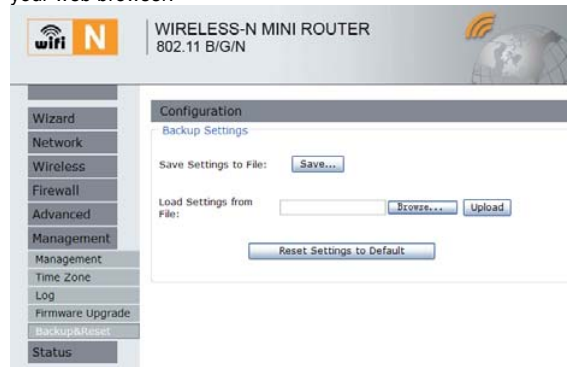 your web browser.
wifi N
WIRELESS-N MINI ROUTER
802.11 B/G/N
Wizard
Network
Wireless
Firewall
Advanced
Management
Management
Time Zone
Log
Firmware Upgrade
Backup&Reset
Status
Configuration
Backup Settings
Save Settings to File:
Save...
Load Settings from
File:
Browse...
Upload
Reset Settings to Default